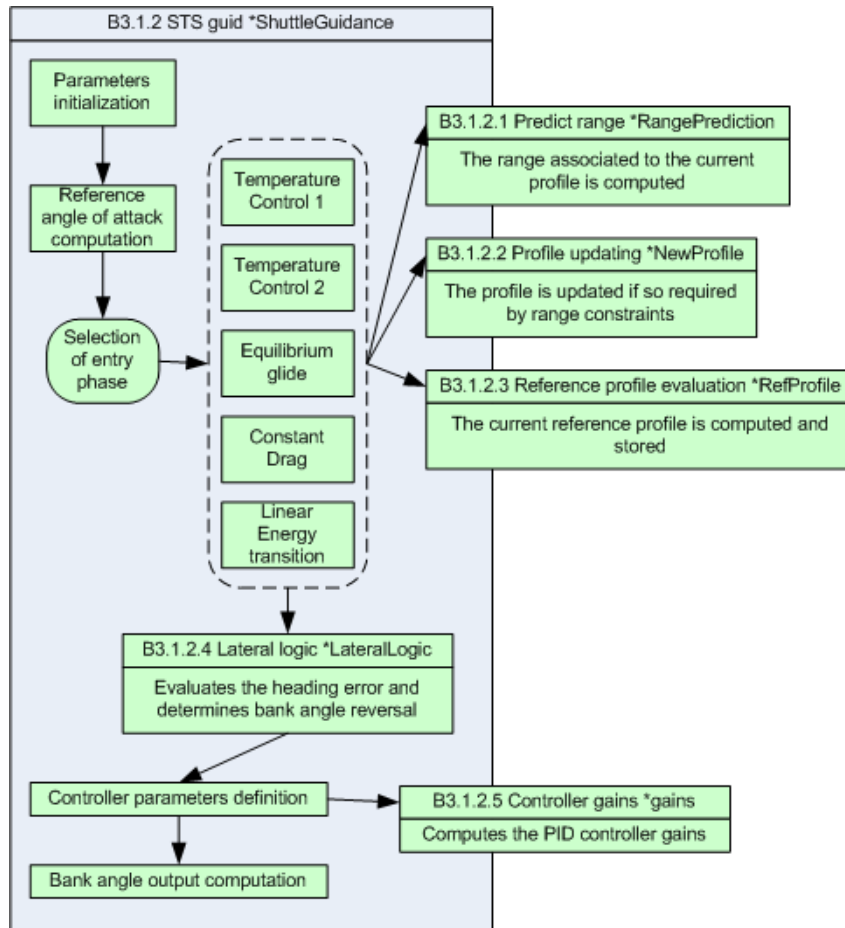 B3.1.2 STS guid *ShuttleGuidance
Parameters
initialization
Reference
angle of attack
computation
Selection
of entry
phase
Temperature
Control 1
Temperature
Control 2
Equilibrium
glide
Constant
Drag
Linear
Energy
transition
B3.1.2.1 Predict range *RangePrediction
The range associated to the current
profile is computed
B3.1.2.2 Profile updating *NewProfile
The profile is updated if so required
by range constraints
B3.1.2.3 Reference profile evaluation *RefProfile
The current reference profile is computed and
stored
B3.1.2.4 Lateral logic *LateralLogic
Evaluates the heading error and
determines bank angle reversal
Controller parameters definition
B3.1.2.5 Controller gains *gains
Computes the PID controller gains
Bank angle output computation